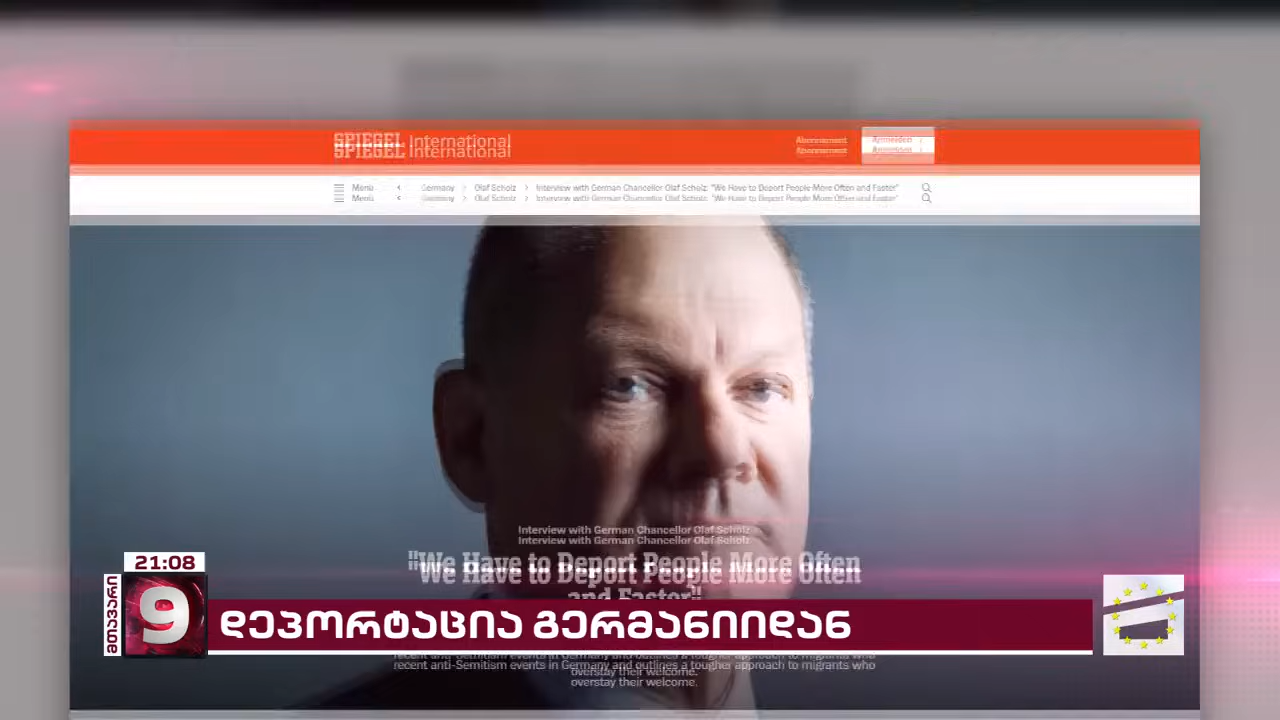 SPIEGEL International
Abonnement
Anmelden
Menü
Germany > Olaf Scholz > Interview with German Chancellor Olaf Scholz: "We Have to Deport People More Often and Faster"
Interview with German Chancellor Olaf Scholz
"We Have to Deport People More Often
and Faster"
21:08
მთავარი
9
დეპორტაცია გერმანიიდან
recent anti-Semitism events in Germany and outlines a tougher approach to migrants who
overstay their welcome.